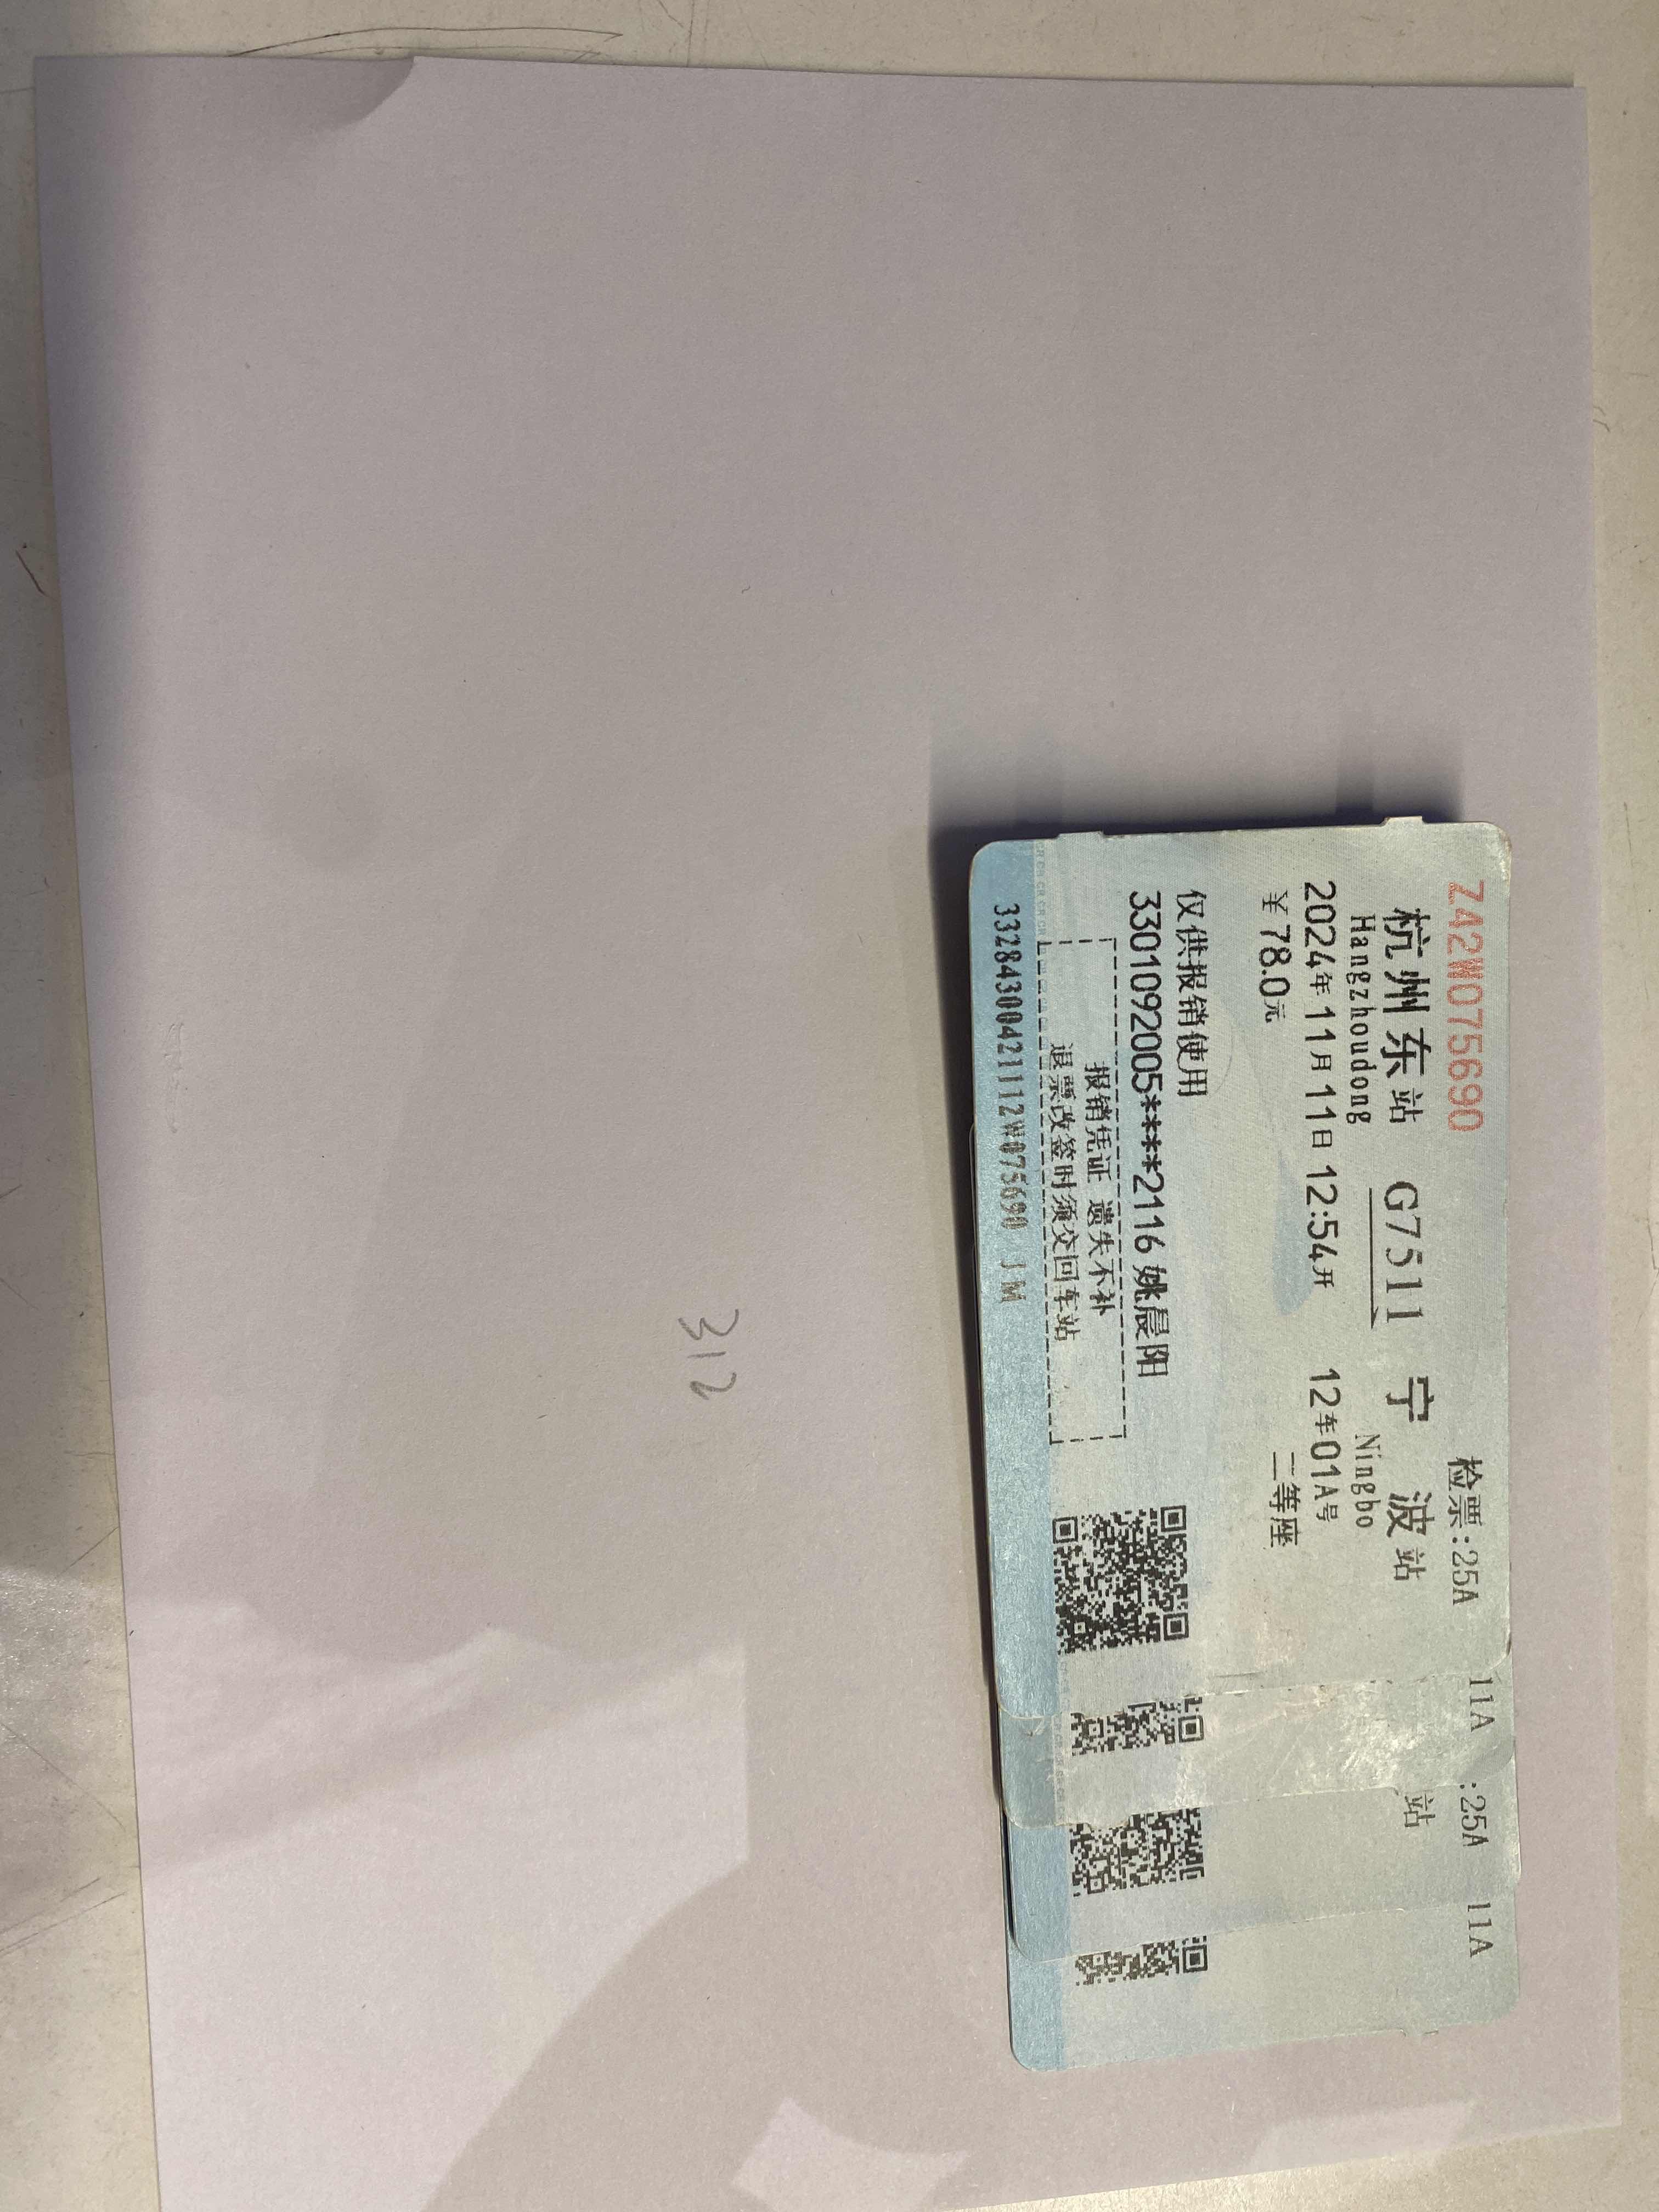 Z42W075690
检票:25A
杭州东站 G7511 宁波站
Hangzhoudong Ningbo
2024年11月11日12:54开 12车01A号
¥78.0元 二等座
仅供报销使用
3301092005****2116 姚晨阳
报销凭证 遗失不补
退票改签时须交回车站
33284300421112W075690 JM
11A
:25A
站
11A
312